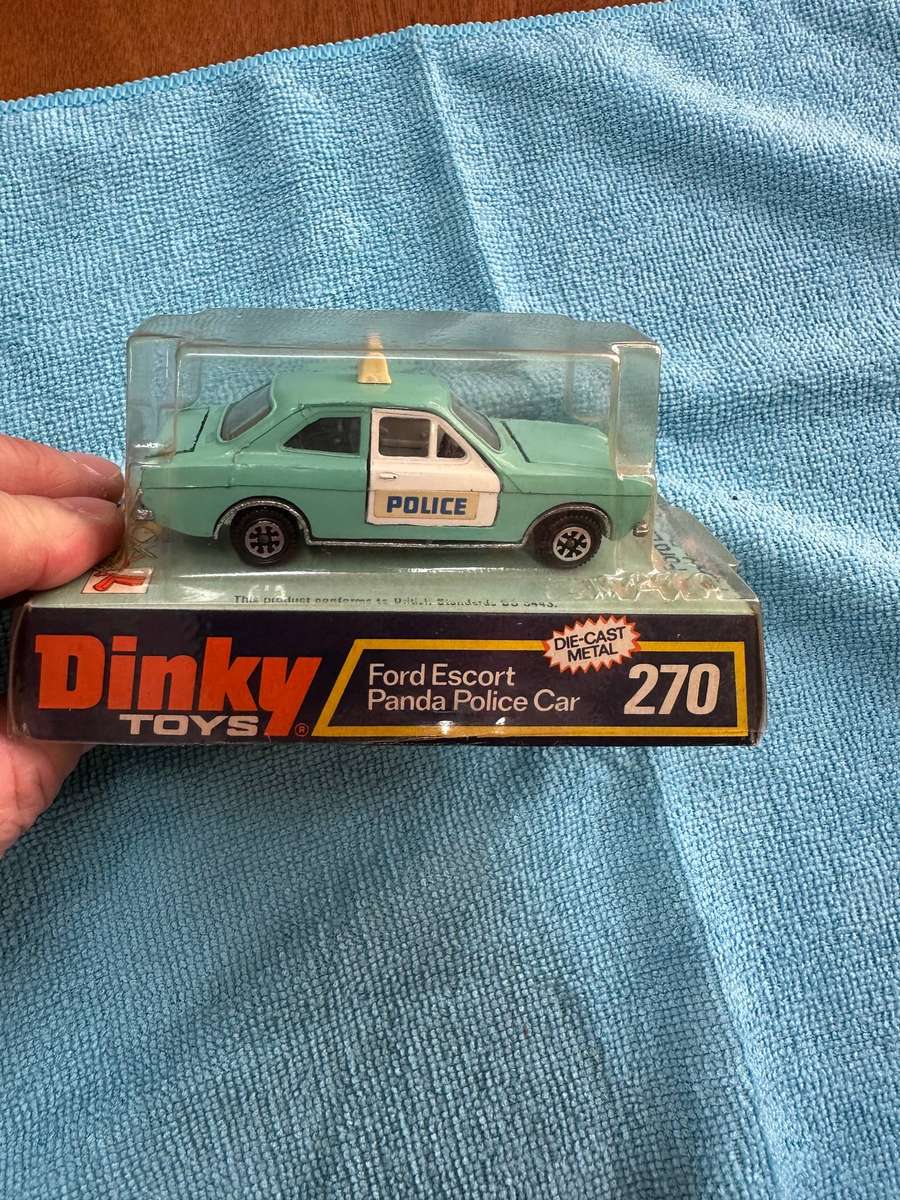 POLICE
This product conforms to British Standards BS 3443.
Dinky
TOYS®
Ford Escort
Panda Police Car
DIE-CAST
METAL
270